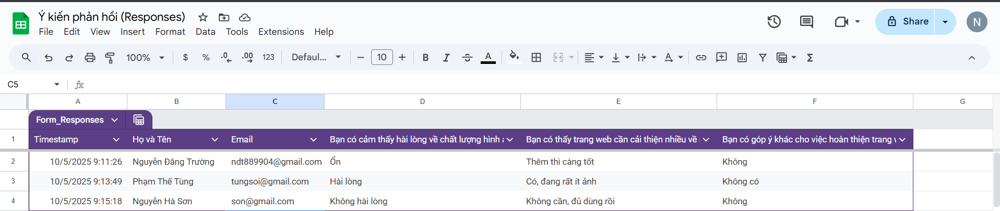 Ý kiến phản hồi (Responses)
File Edit View Insert Format Data Tools Extensions Help
Share
N
100% $ % .0 .00 123 Defaul... 10 B I A
C5 fx
A B C D E F G
Form_Responses
1 Timestamp Họ và Tên Email Bạn có cảm thấy hài lòng về chất lượng hình Bạn có thấy trang web cần cải thiện nhiều về Bạn có góp ý khác cho việc hoàn thiện trang
2 10/5/2025 9:11:26 Nguyễn Đăng Trường ndt889904@gmail.com Ổn Thêm thì càng tốt Không
3 10/5/2025 9:13:49 Phạm Thế Tùng tungsoi@gmail.com Hài lòng Có, đang rất ít ảnh Không có
4 10/5/2025 9:15:18 Nguyễn Hà Sơn son@gmail.com Không hài lòng Không cần, đủ dùng rồi Không